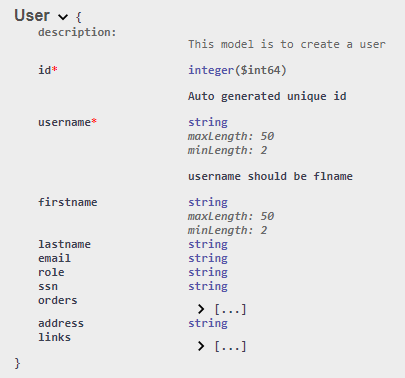 User {
description:
This model is to create a user
id* integer($int64)
Auto generated unique id
username* string
maxLength: 50
minLength: 2
username should be flname
firstname string
maxLength: 50
minLength: 2
lastname string
email string
role string
ssn string
orders
[...]
address string
links
[...]
}